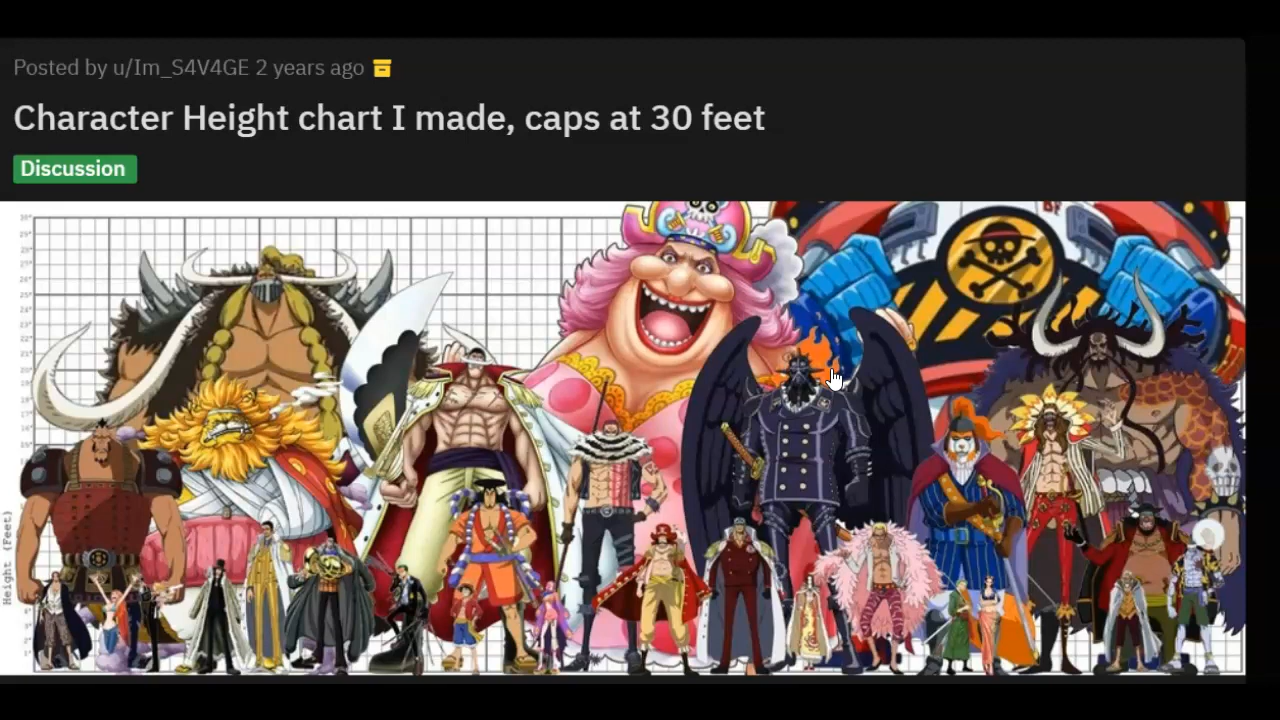 Posted by u/Im_S4V4GE 2 years ago
Character Height chart I made, caps at 30 feet
Discussion
Height (Feet)